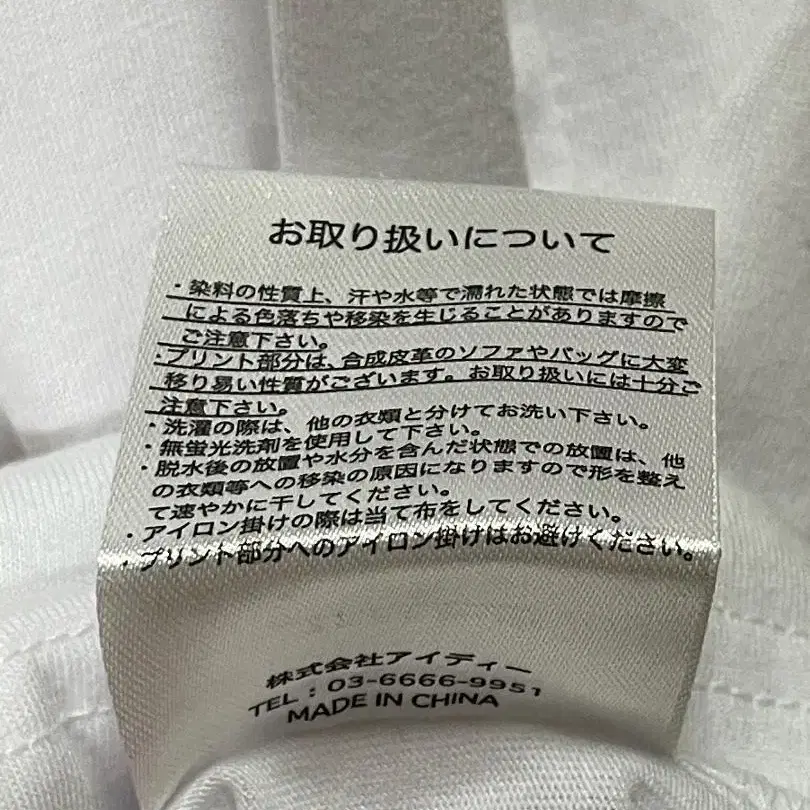 お取り扱いについて
・染料の性質上、汗や水等で濡れた状態では摩擦
による色落ちや移染を生じることがありますので
ご注意下さい。
・プリント部分は、合成皮革のソファやバッグに大変
移り易い性質がございます。お取り扱いには十分ご
注意下さい。
・洗濯の際は、他の衣類と分けてお洗い下さい。
・無蛍光洗剤を使用して下さい。
・脱水後の放置や水分を含んだ状態での放置は、他
の衣類等への移染の原因になりますので形を整え
て速やかに干してください。
・アイロン掛けの際は当て布をしてください。
・プリント部分へのアイロン掛けはお避けください。
株式会社アイディー
TEL：03-6666-9951
MADE IN CHINA